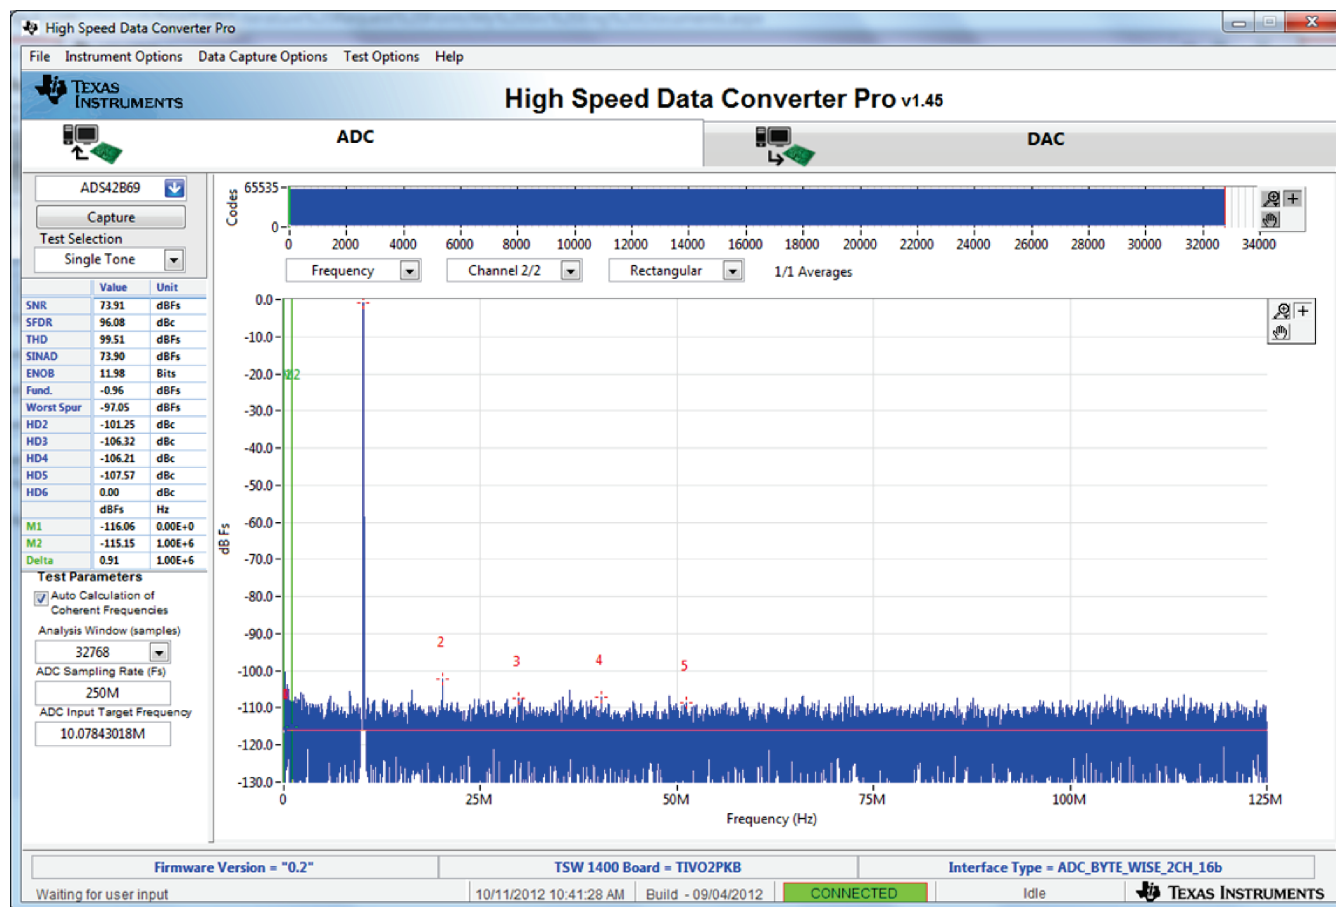 High Speed Data Converter Pro
File Instrument Options Data Capture Options Test Options Help
TEXAS INSTRUMENTS
High Speed Data Converter Pro v1.45
ADC
DAC
ADS42B69
Capture
Test Selection
Single Tone
Value Unit
SNR 73.91 dBFs
SFDR 96.08 dBc
THD 99.51 dBFs
SINAD 73.90 dBFs
ENOB 11.98 Bits
Fund. -0.96 dBFs
Worst Spur -97.05 dBFs
HD2 -101.25 dBc
HD3 -106.32 dBc
HD4 -106.21 dBc
HD5 -107.57 dBc
HD6 0.00 dBc
dBFs Hz
M1 -116.06 0.00E+0
M2 -115.15 1.00E+6
Delta 0.91 1.00E+6
Test Parameters
Auto Calculation of
Coherent Frequencies
Analysis Window (samples)
32768
ADC Sampling Rate (Fs)
250M
ADC Input Target Frequency
10.07843018M
Codes
65535
0
0 2000 4000 6000 8000 10000 12000 14000 16000 18000 20000 22000 24000 26000 28000 30000 32000 34000
Frequency Channel 2/2 Rectangular 1/1 Averages
dB Fs
0.0
-10.0
-20.0
-30.0
-40.0
-50.0
-60.0
-70.0
-80.0
-90.0
-100.0
-110.0
-120.0
-130.0
2
3
4
5
0 25M 50M 75M 100M 125M
Frequency (Hz)
Firmware Version = "0.2" TSW 1400 Board = TIVO2PKB Interface Type = ADC_BYTE_WISE_2CH_16b
Waiting for user input 10/11/2012 10:41:28 AM Build - 09/04/2012 CONNECTED Idle TEXAS INSTRUMENTS